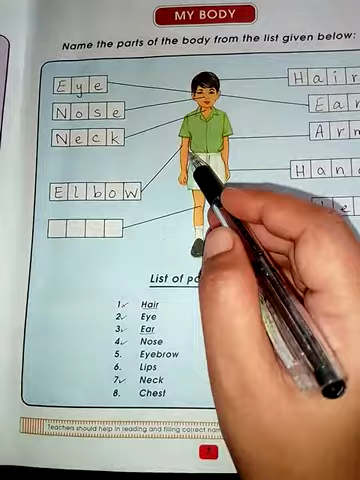 MY BODY
Name the parts of the body from the list given below:
Eye
Hair
Nose
Ear
Neck
Arm
Elbow
Han
List of
1. Hair
2. Eye
3. Ear
4. Nose
5. Eyebrow
6. Lips
7. Neck
8. Chest
Teachers should help in reading and filling correct